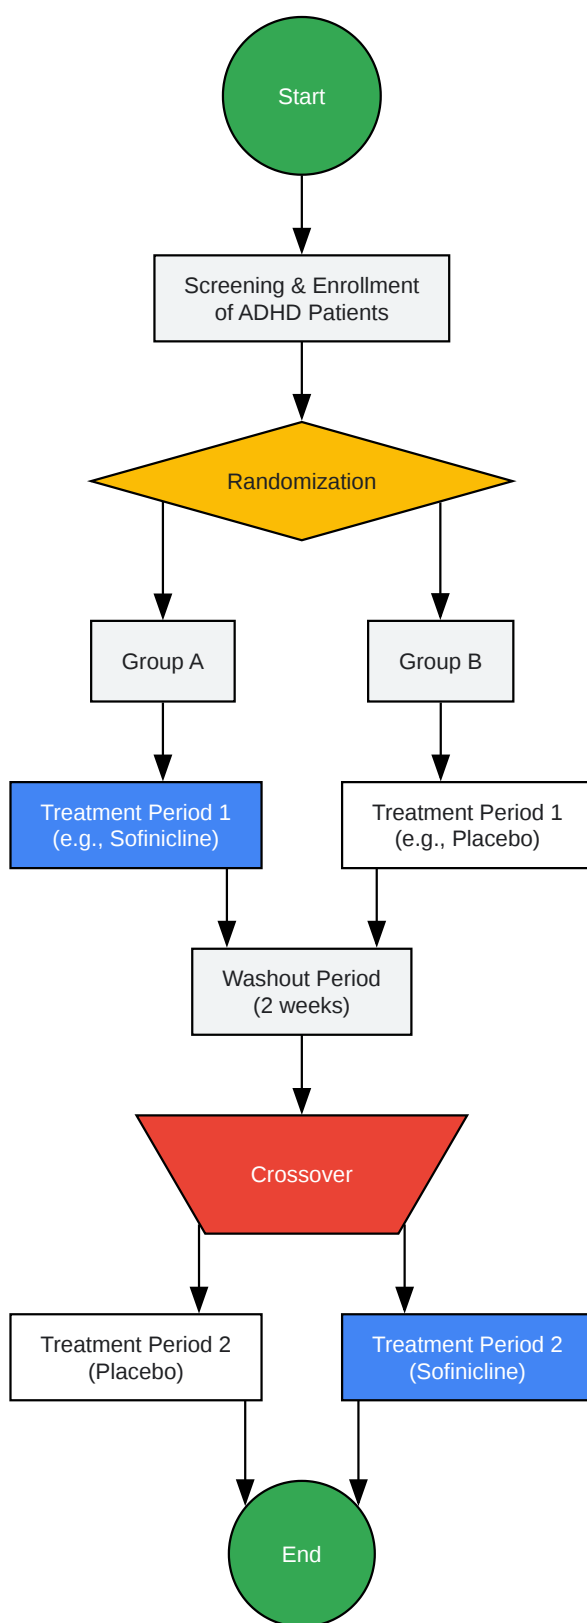 Start
Screening & Enrollment
of ADHD Patients
Randomization
Group A
Group B
Treatment Period 1
(e.g., Sofinicline)
Treatment Period 1
(e.g., Placebo)
Washout Period
(2 weeks)
Crossover
Treatment Period 2
(Placebo)
Treatment Period 2
(Sofinicline)
End